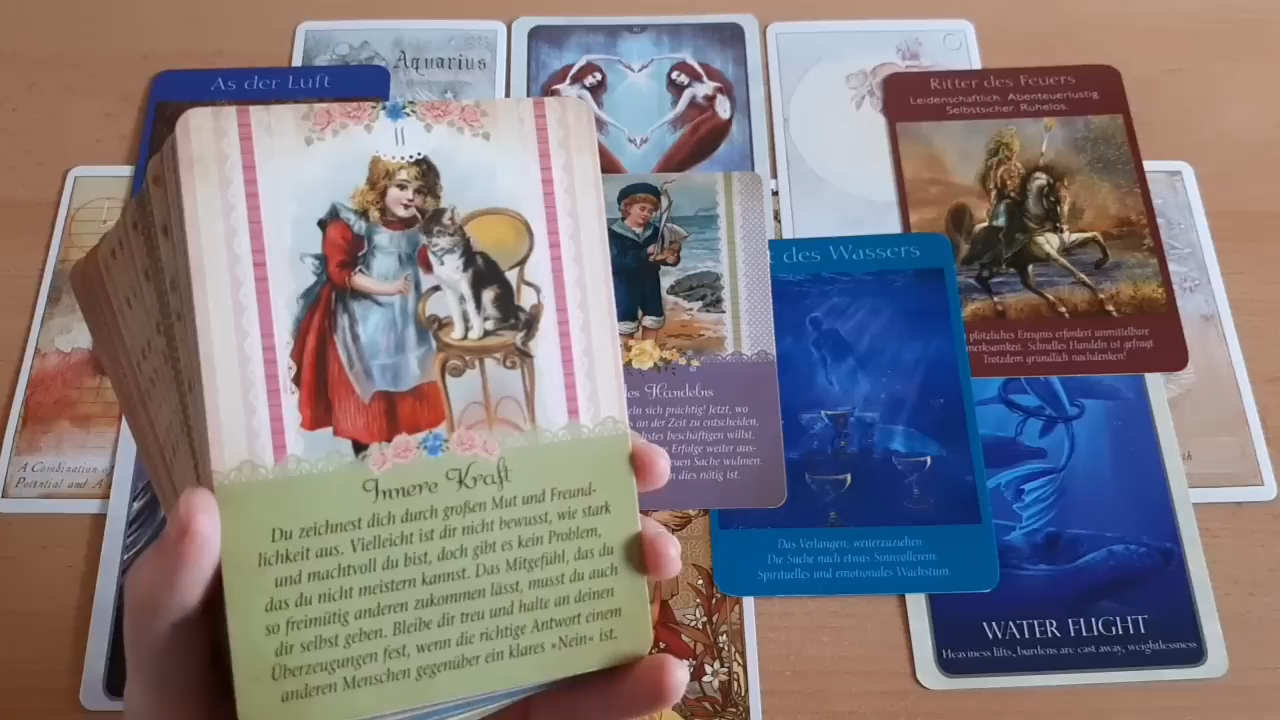 Aquarius
As der Luft
Ritter des Feuers
Leidenschaftlich. Abenteuerlustig.
Selbstsicher. Ruhelos.
plötzliches Ereignis erfordert unmittelbare
merksamkeit. Schnelles Handeln ist gefragt
Trotzdem gründlich nachdenken!
11
Innere Kraft
Du zeichnest dich durch großen Mut und Freund-
lichkeit aus. Vielleicht ist dir nicht bewusst, wie stark
und machtvoll du bist, doch gibt es kein Problem,
das du nicht meistern kannst. Das Mitgefühl, das du
so freimütig anderen zukommen lässt, musst du auch
dir selbst geben. Bleibe dir treu und halte an deinen
Überzeugungen fest, wenn die richtige Antwort einem
anderen Menschen gegenüber ein klares »Nein« ist.
des Handelns
eln sich prächtig! Jetzt, wo
an der Zeit zu entscheiden,
chstes beschäftigen willst.
Erfolge weiter aus-
euen Sache widmen.
dies nötig ist.
des Wassers
Das Verlangen, weiterzuziehen
Die Suche nach etwas Sinnvollerem
Spirituelles und emotionales Wachstum.
WATER FLIGHT
Heaviness lifts, burdens are cast away, weightlessness
A Combination of
Potential and A